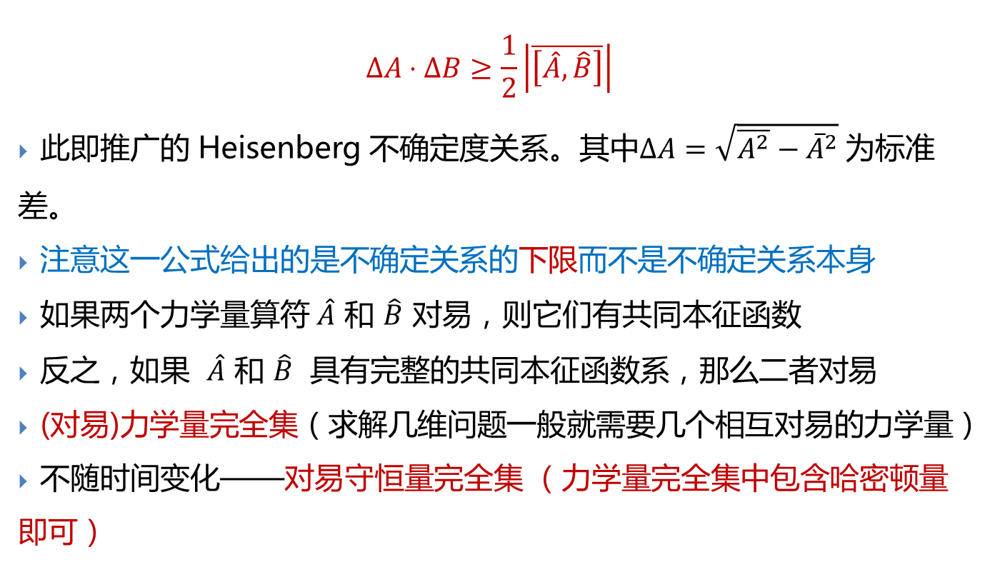 ΔA · ΔB ≥ \frac{1}{2} |\overline{[\hat{A}, \hat{B}]}|
‣ 此即推广的 Heisenberg 不确定度关系。其中ΔA = \sqrt{\overline{A^2} − \bar{A}^2} 为标准
差。
‣ 注意这一公式给出的是不确定关系的下限而不是不确定关系本身
‣ 如果两个力学量算符 \hat{A} 和 \hat{B} 对易，则它们有共同本征函数
‣ 反之，如果 \hat{A} 和 \hat{B} 具有完整的共同本征函数系，那么二者对易
‣ (对易)力学量完全集（求解几维问题一般就需要几个相互对易的力学量）
‣ 不随时间变化——对易守恒量完全集（力学量完全集中包含哈密顿量
即可）